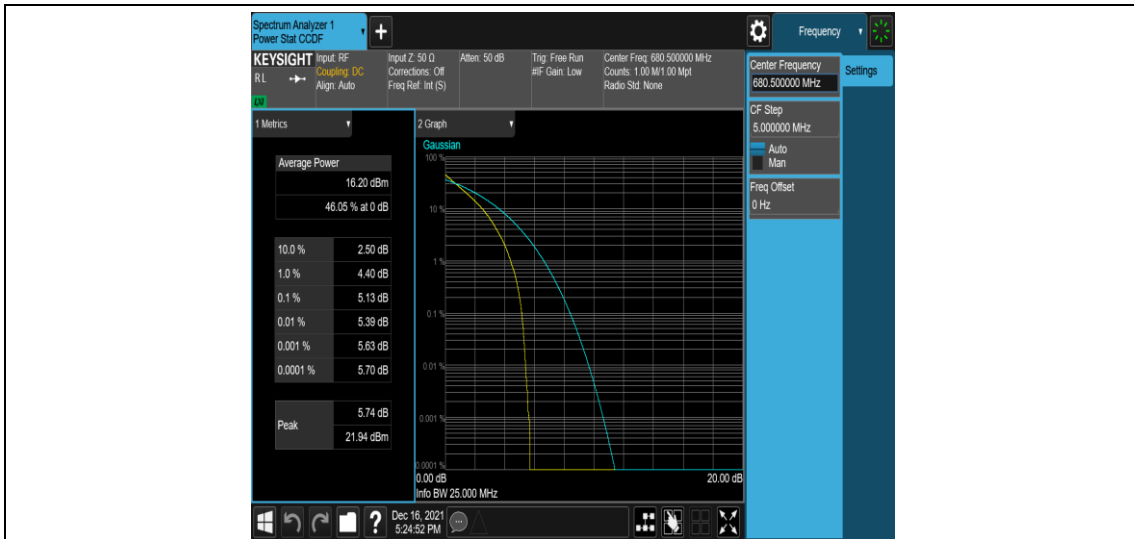 Spectrum Analyzer 1
Power Stat CCDF
+
Frequency
KEYSIGHT
RL
LXI
Input: RF
Coupling: DC
Align: Auto
Input Z: 50 Ω
Corrections: Off
Freq Ref: Int (S)
Atten: 50 dB
Trig: Free Run
#IF Gain: Low
Center Freq: 680.500000 MHz
Counts: 1.00 M/1.00 Mpt
Radio Std: None
Center Frequency
680.500000 MHz
Settings
CF Step
5.000000 MHz
Auto
Man
Freq Offset
0 Hz
1 Metrics
Average Power
16.20 dBm
46.05 % at 0 dB
10.0 % 2.50 dB
1.0 % 4.40 dB
0.1 % 5.13 dB
0.01 % 5.39 dB
0.001 % 5.63 dB
0.0001 % 5.70 dB
Peak
5.74 dB
21.94 dBm
2 Graph
Gaussian
100 %
10 %
1 %
0.1 %
0.01 %
0.001 %
0.0001 %
0.00 dB 20.00 dB
Info BW 25.000 MHz
?
Dec 16, 2021
5:24:52 PM